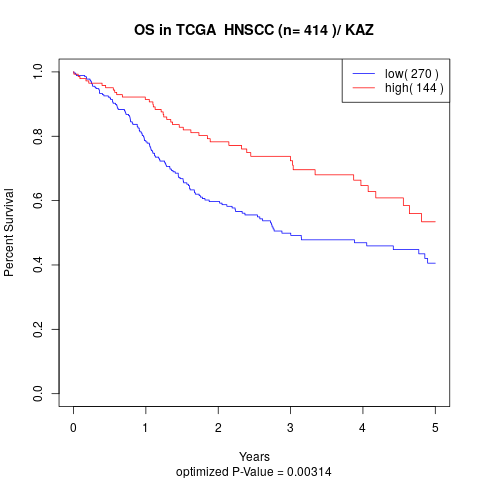 OS in TCGA  HNSCC (n= 414 )/ KAZ
low( 270 )
high( 144 )
Percent Survival
1.0
0.8
0.6
0.4
0.2
0.0
0 1 2 3 4 5
Years
optimized P-Value = 0.00314